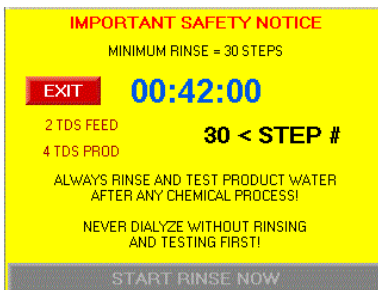 IMPORTANT SAFETY NOTICE
MINIMUM RINSE = 30 STEPS
EXIT
00:42:00
2 TDS FEED
30 < STEP #
4 TDS PROD
ALWAYS RINSE AND TEST PRODUCT WATER
AFTER ANY CHEMICAL PROCESS!
NEVER DIALYZE WITHOUT RINSING
AND TESTING FIRST!
START RINSE NOW